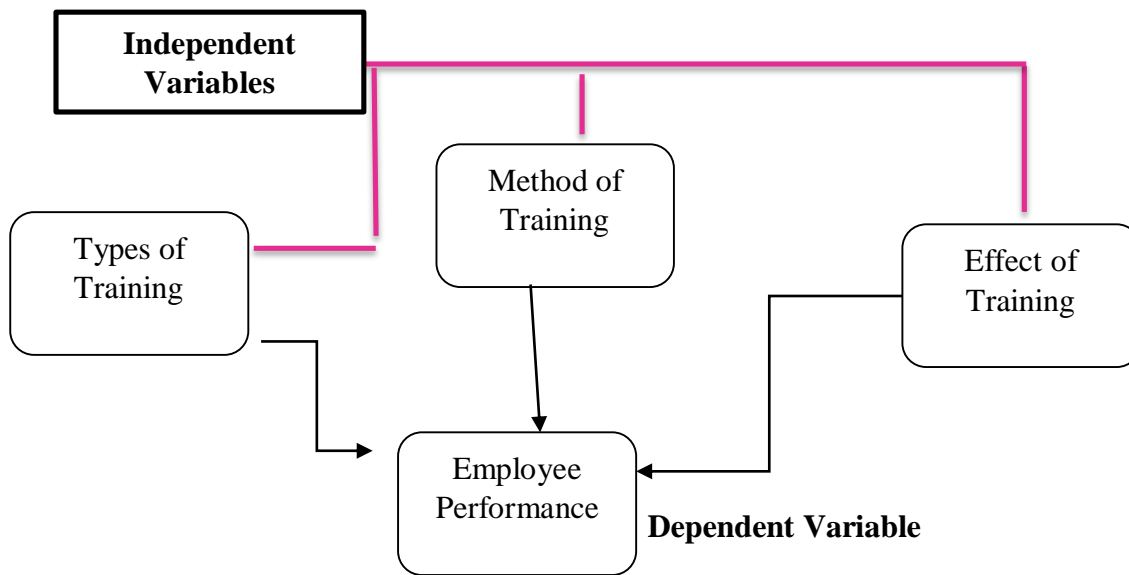 Independent
Variables
Method of
Training
Types of
Training
Effect of
Training
Employee
Performance
Dependent Variable